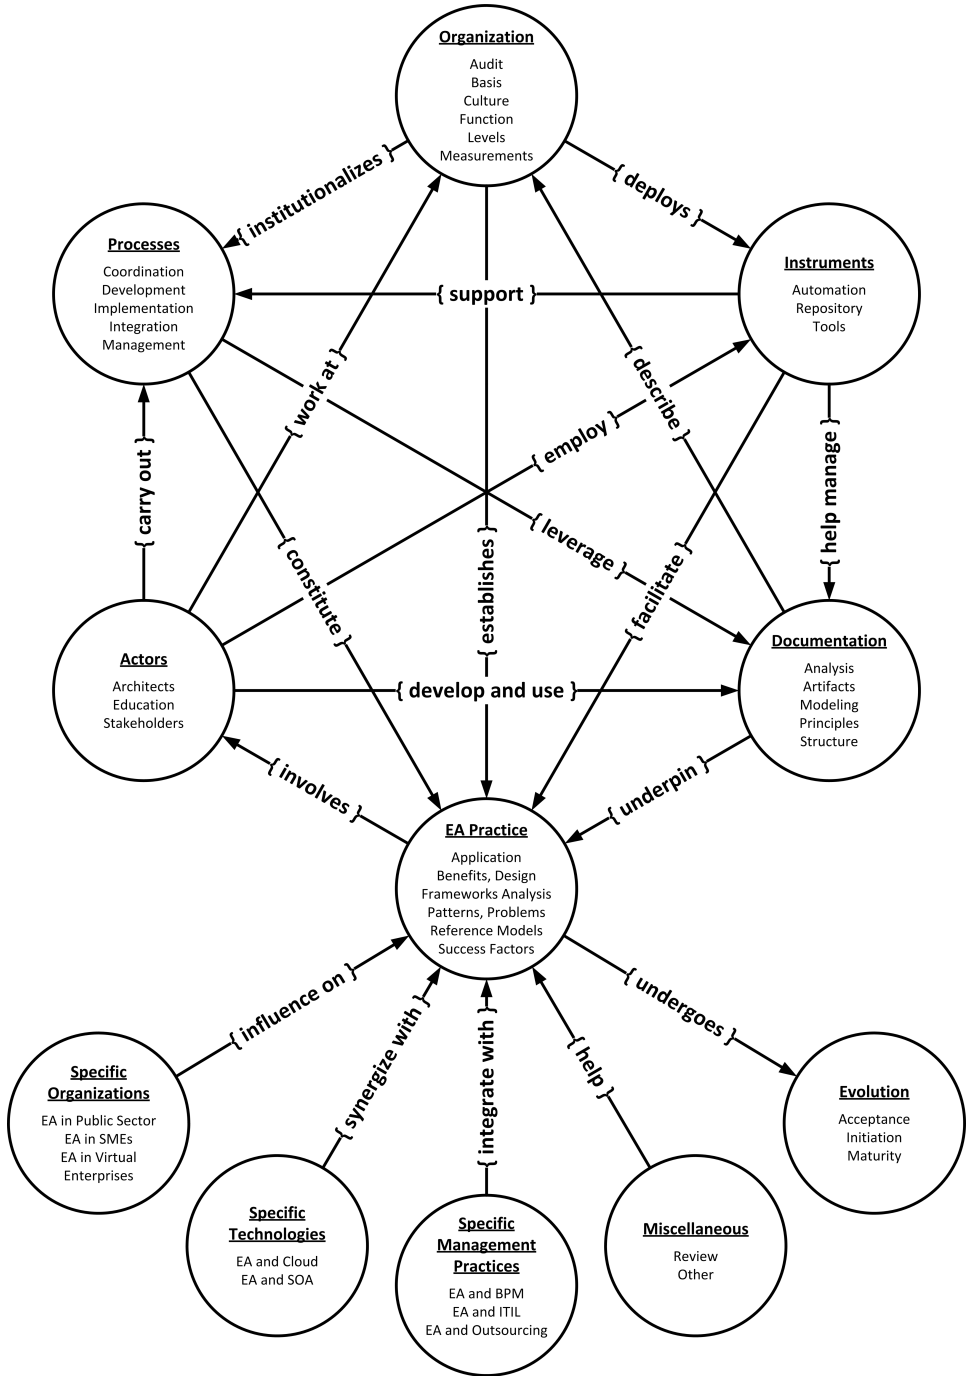 Organization
Audit
Basis
Culture
Function
Levels
Measurements
{ institutionalizes }
{ deploys }
Processes
Coordination
Development
Implementation
Integration
Management
Instruments
Automation
Repository
Tools
{ support }
{ work at }
{ describe }
{ employ }
{ carry out }
{ help manage }
{ leverage }
{ constitute }
{ establishes }
{ facilitate }
Actors
Architects
Education
Stakeholders
{ develop and use }
Documentation
Analysis
Artifacts
Modeling
Principles
Structure
{ involves }
{ underpin }
EA Practice
Application
Benefits, Design
Frameworks Analysis
Patterns, Problems
Reference Models
Success Factors
{ influence on }
{ synergize with }
{ integrate with }
{ help }
{ undergoes }
Specific
Organizations
EA in Public Sector
EA in SMEs
EA in Virtual
Enterprises
Evolution
Acceptance
Initiation
Maturity
Specific
Technologies
EA and Cloud
EA and SOA
Specific
Management
Practices
EA and BPM
EA and ITIL
EA and Outsourcing
Miscellaneous
Review
Other